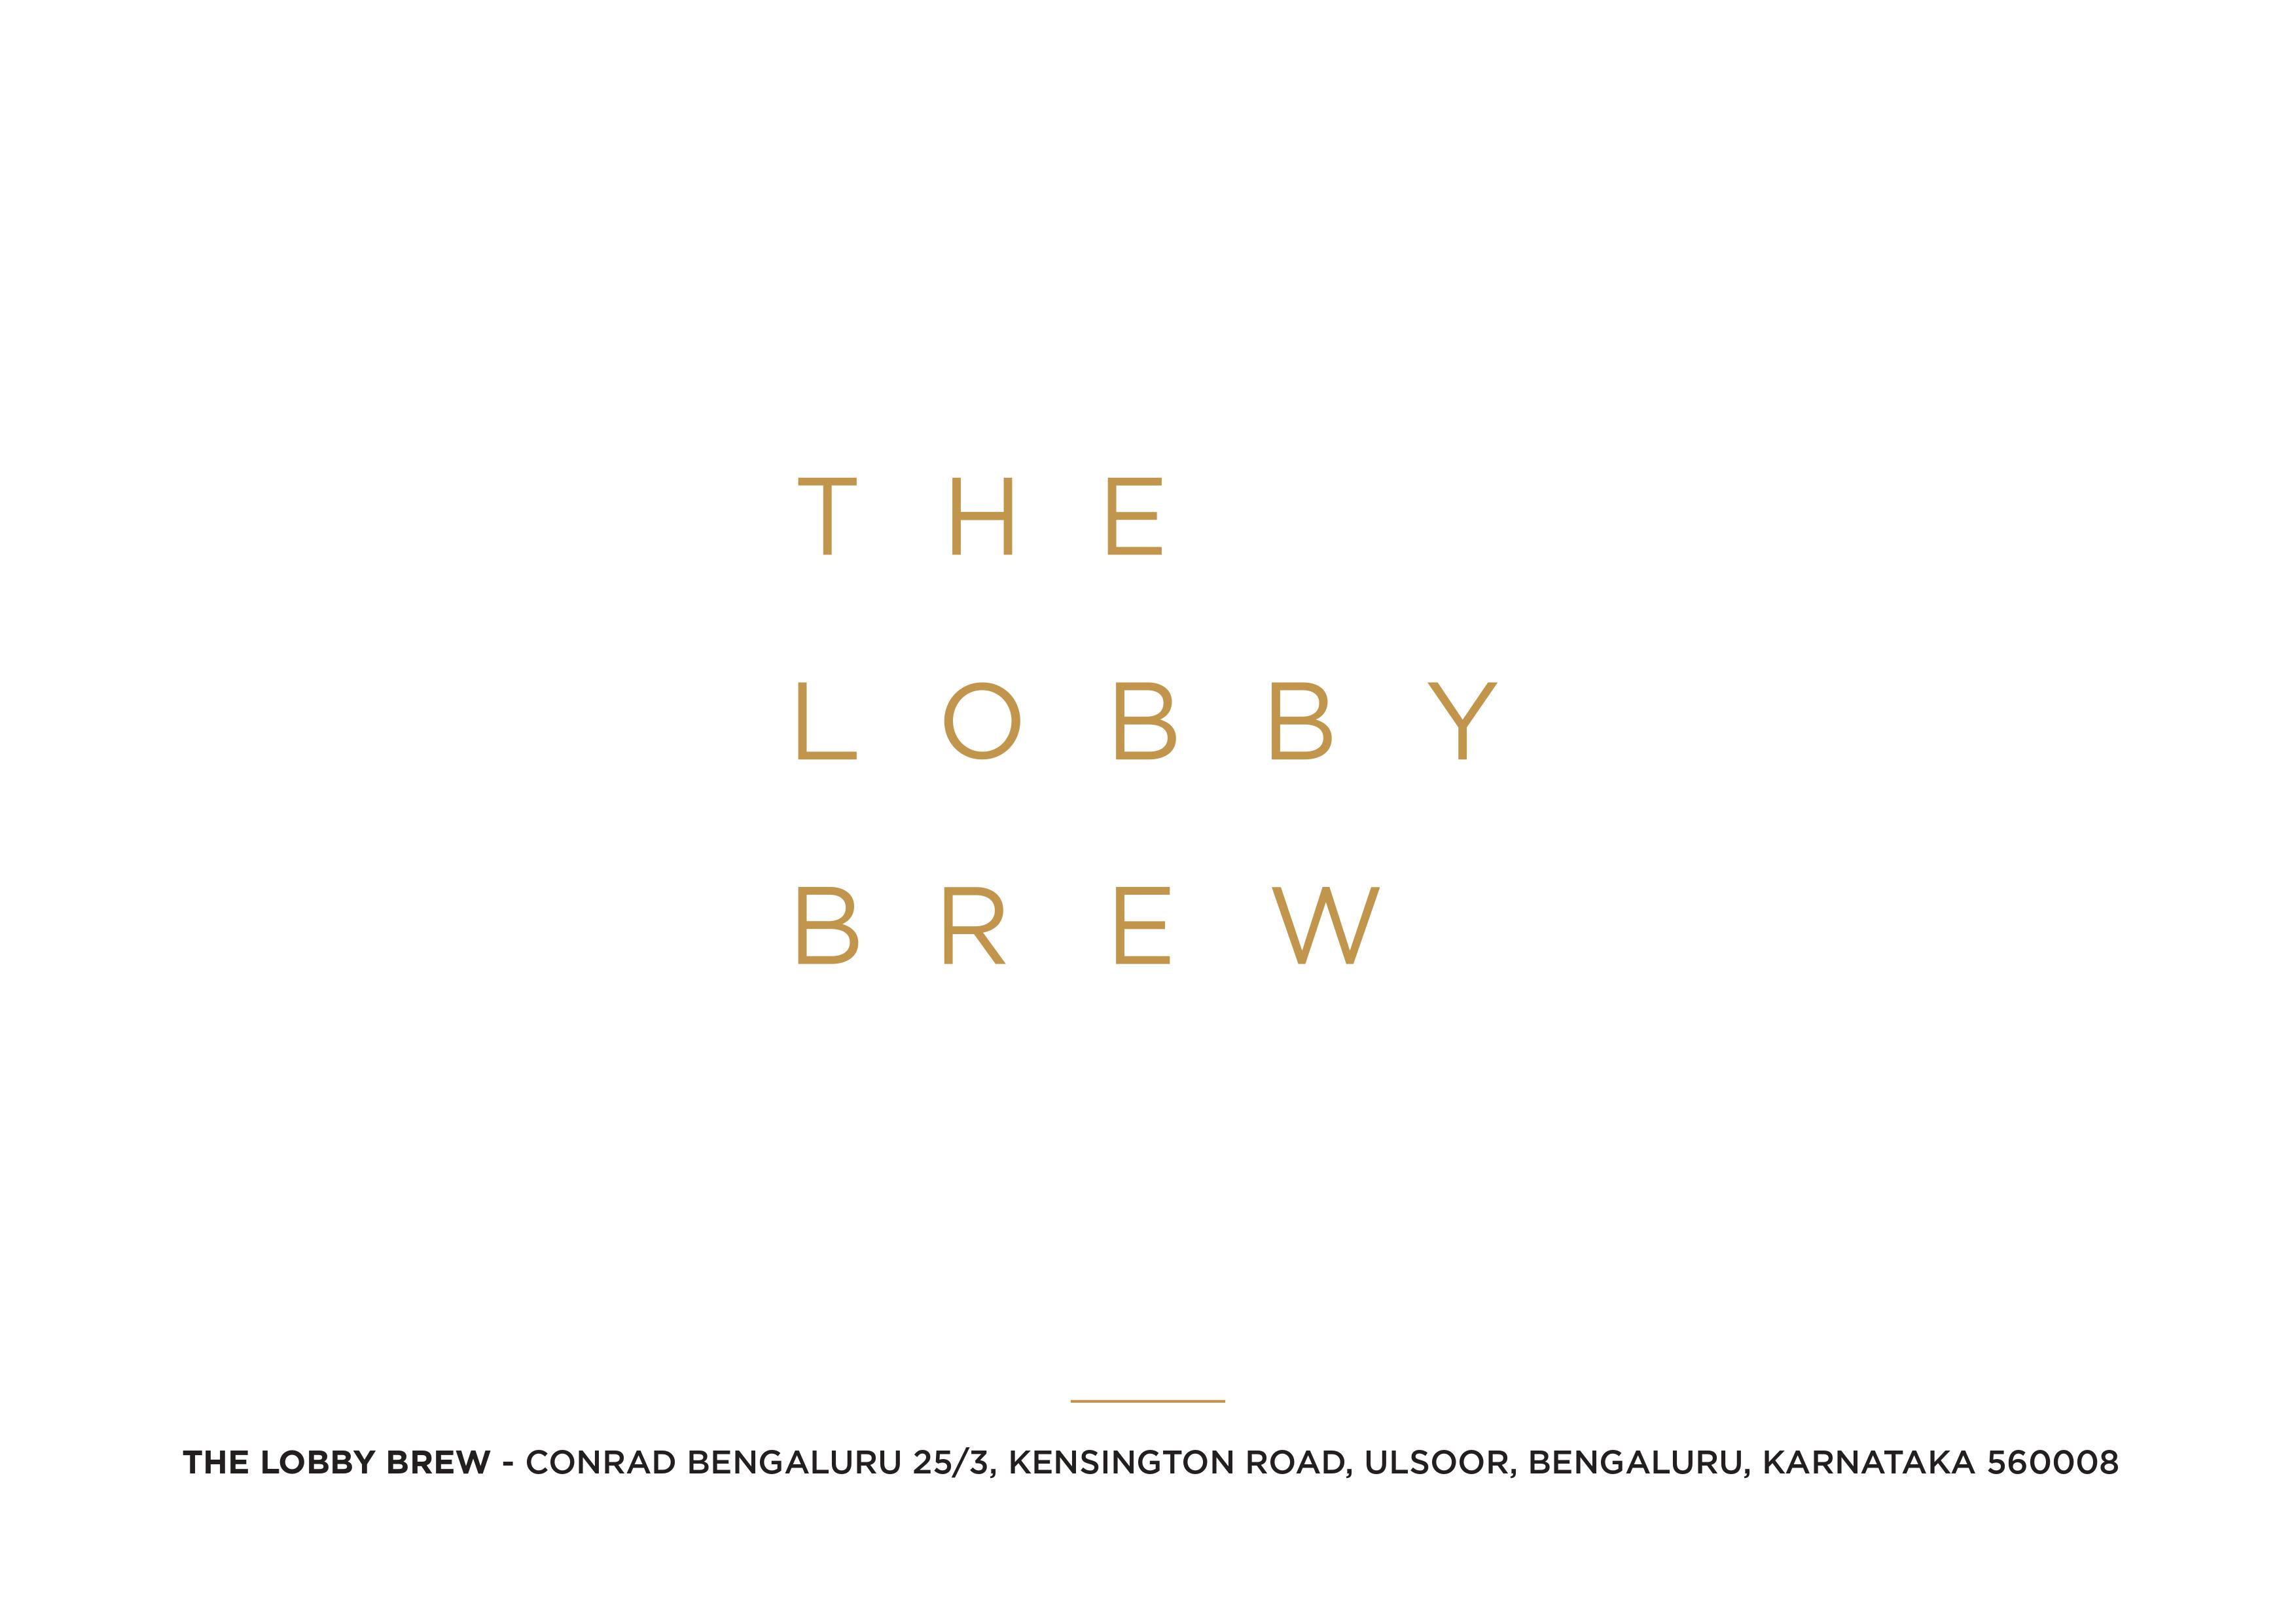 THE
LOBBY
BREW
THE LOBBY BREW - CONRAD BENGALURU 25/3, KENSINGTON ROAD, ULSOOR, BENGALURU, KARNATAKA 560008